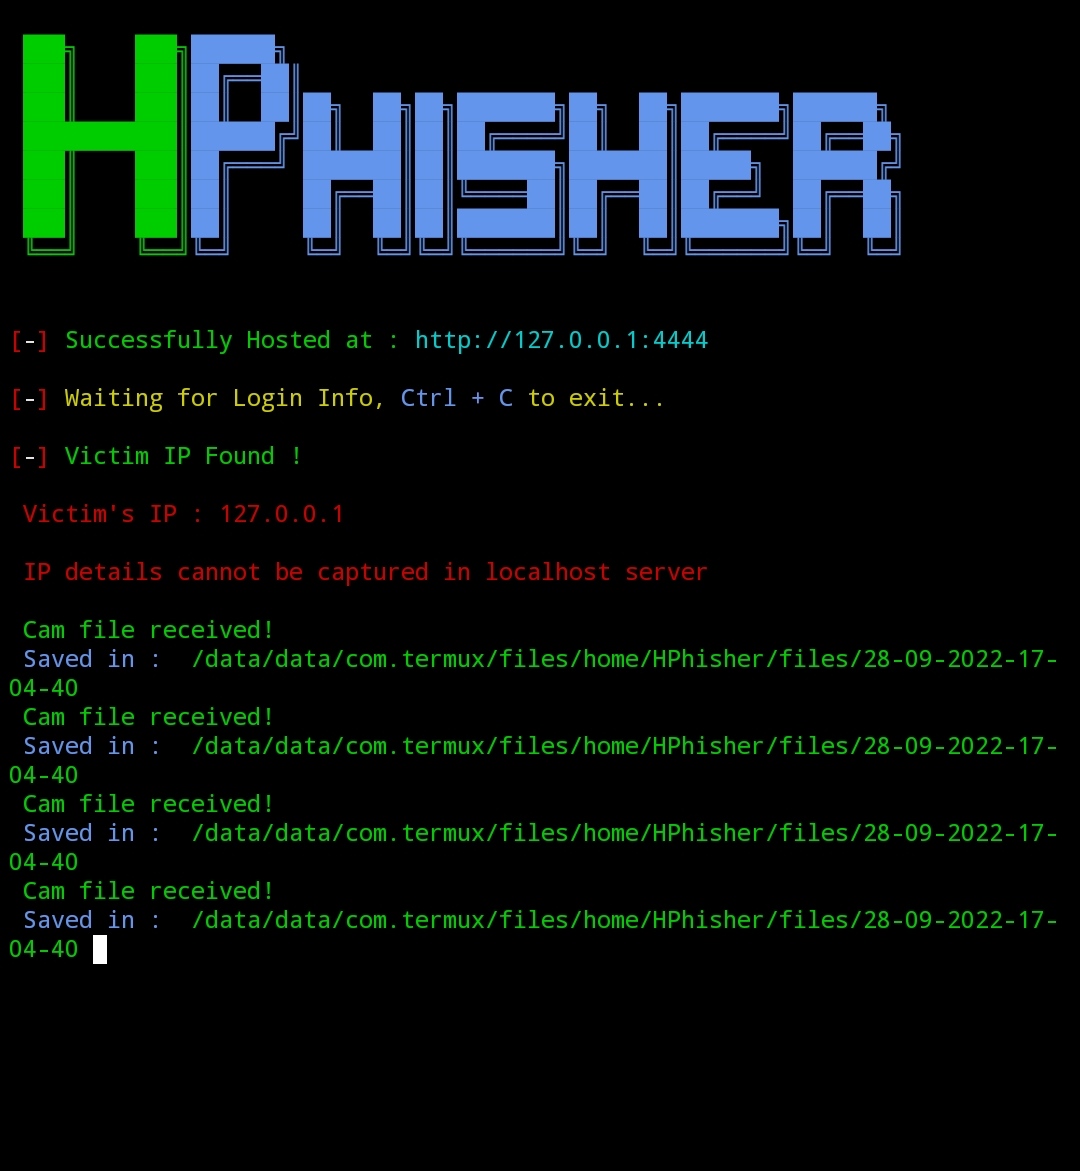 HPHISHER
[-] Successfully Hosted at : http://127.0.0.1:4444
[-] Waiting for Login Info, Ctrl + C to exit...
[-] Victim IP Found !
Victim's IP : 127.0.0.1
IP details cannot be captured in localhost server
Cam file received!
Saved in :  /data/data/com.termux/files/home/HPhisher/files/28-09-2022-17-
04-40
Cam file received!
Saved in :  /data/data/com.termux/files/home/HPhisher/files/28-09-2022-17-
04-40
Cam file received!
Saved in :  /data/data/com.termux/files/home/HPhisher/files/28-09-2022-17-
04-40
Cam file received!
Saved in :  /data/data/com.termux/files/home/HPhisher/files/28-09-2022-17-
04-40